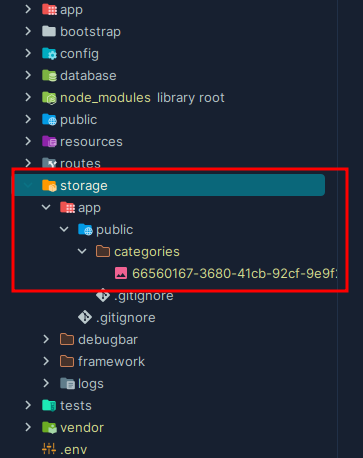 app
bootstrap
config
database
node_modules library root
public
resources
routes
storage
app
public
categories
66560167-3680-41cb-92cf-9e9f
.gitignore
.gitignore
debugbar
framework
logs
tests
vendor
.env